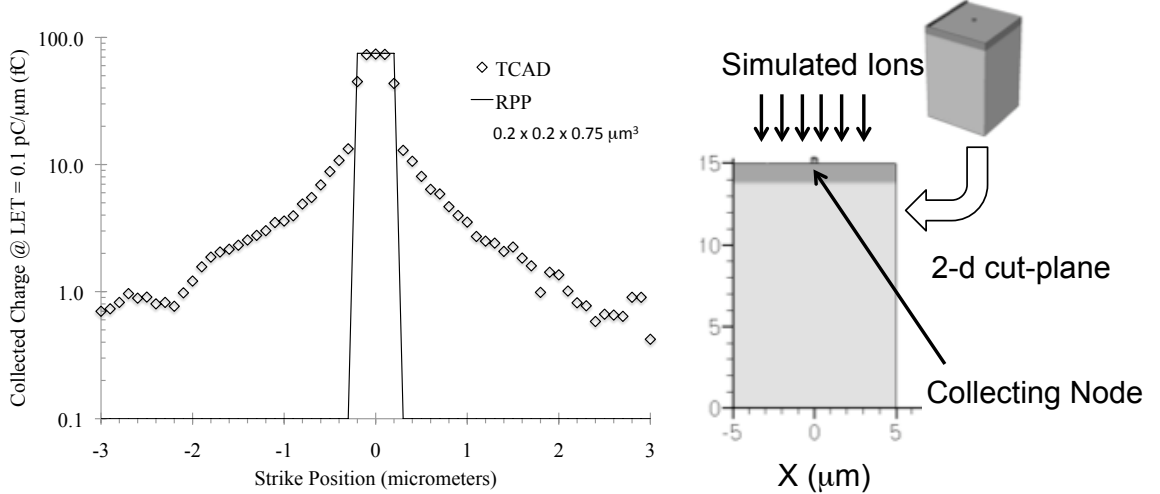 Collected Charge @ LET = 0.1 pC/μm (fC)
100.0
10.0
1.0
0.1
-3
-2
-1
0
1
2
3
Strike Position (micrometers)
TCAD
RPP
0.2 x 0.2 x 0.75 μm³
Simulated Ions
15
10
5
0
-5
0
5
X (μm)
2-d cut-plane
Collecting Node